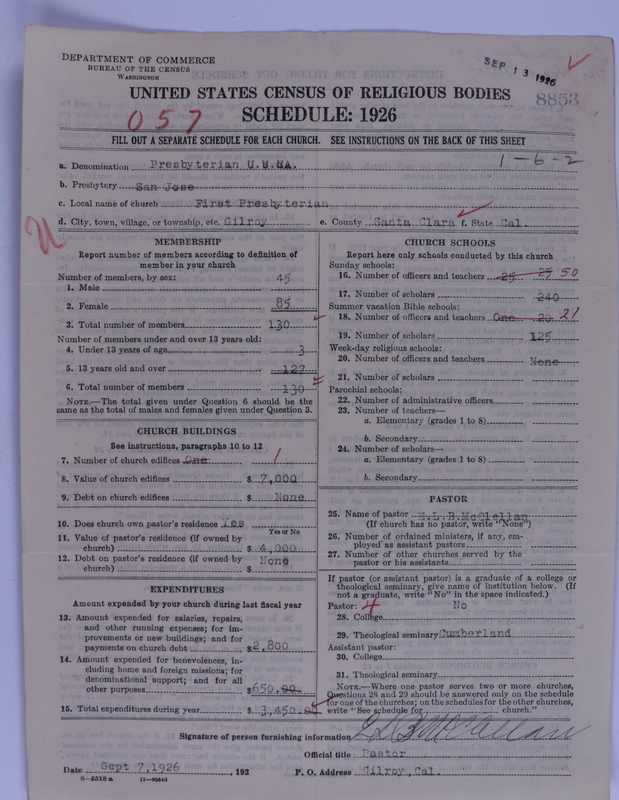 DEPARTMENT OF COMMERCE
BUREAU OF THE CENSUS
WASHINGTON
SEP 13 1926
8853
UNITED STATES CENSUS OF RELIGIOUS BODIES
SCHEDULE: 1926
057
FILL OUT A SEPARATE SCHEDULE FOR EACH CHURCH. SEE INSTRUCTIONS ON THE BACK OF THIS SHEET
1-6-2
a. Denomination Presbyterian U.S.A.
b. Presbytery San Jose
c. Local name of church First Presbyterian
d. City, town, village, or township, etc. Gilroy e. County Santa Clara f. State Cal.
MEMBERSHIP
Report number of members according to definition of
member in your church
Number of members, by sex:
1. Male 45
2. Female 85
3. Total number of members 130
Number of members under and over 13 years old:
4. Under 13 years of age 3
5. 13 years old and over 127
6. Total number of members 130
NOTE.—The total given under Question 6 should be the
same as the total of males and females given under Question 3.
CHURCH BUILDINGS
See instructions, paragraphs 10 to 12
7. Number of church edifices One 1
8. Value of church edifices $ 7,000
9. Debt on church edifices $ None
10. Does church own pastor's residence Yes
Yes or No
11. Value of pastor's residence (if owned by
church) $ 4,000
12. Debt on pastor's residence (if owned by
church) $ None
EXPENDITURES
Amount expended by your church during last fiscal year
13. Amount expended for salaries, repairs,
and other running expenses; for im-
provements or new buildings; and for
payments on church debt $2,800
14. Amount expended for benevolences, in-
cluding home and foreign missions; for
denominational support; and for all
other purposes $650.00
15. Total expenditures during year $ 3,450.00
CHURCH SCHOOLS
Report here only schools conducted by this church
Sunday schools:
16. Number of officers and teachers 25 25 50
17. Number of scholars 240
Summer vacation Bible schools:
18. Number of officers and teachers One 20 21
19. Number of scholars 125
Week-day religious schools:
20. Number of officers and teachers None
21. Number of scholars
Parochial schools:
22. Number of administrative officers
23. Number of teachers—
a. Elementary (grades 1 to 8)
b. Secondary
24. Number of scholars—
a. Elementary (grades 1 to 8)
b. Secondary
PASTOR
25. Name of pastor McClellan
(If church has no pastor, write "None")
26. Number of ordained ministers, if any, em-
ployed as assistant pastors
27. Number of other churches served by the
pastor or his assistants
If pastor (or assistant pastor) is a graduate of a college or
theological seminary, give name of institution below. (If
not a graduate, write "No" in the space indicated.)
Pastor: 4 No
28. College
29. Theological seminary Cumberland
Assistant pastor:
30. College
31. Theological seminary
NOTE.—Where one pastor serves two or more churches,
Questions 28 and 29 should be answered only on the schedule
for one of the churches; on the schedules for the other churches,
write "See schedule for church."
Signature of person furnishing information McClellan
Official title Pastor
Date Sept 7, 1926 , 192 P. O. Address Gilroy, Cal.